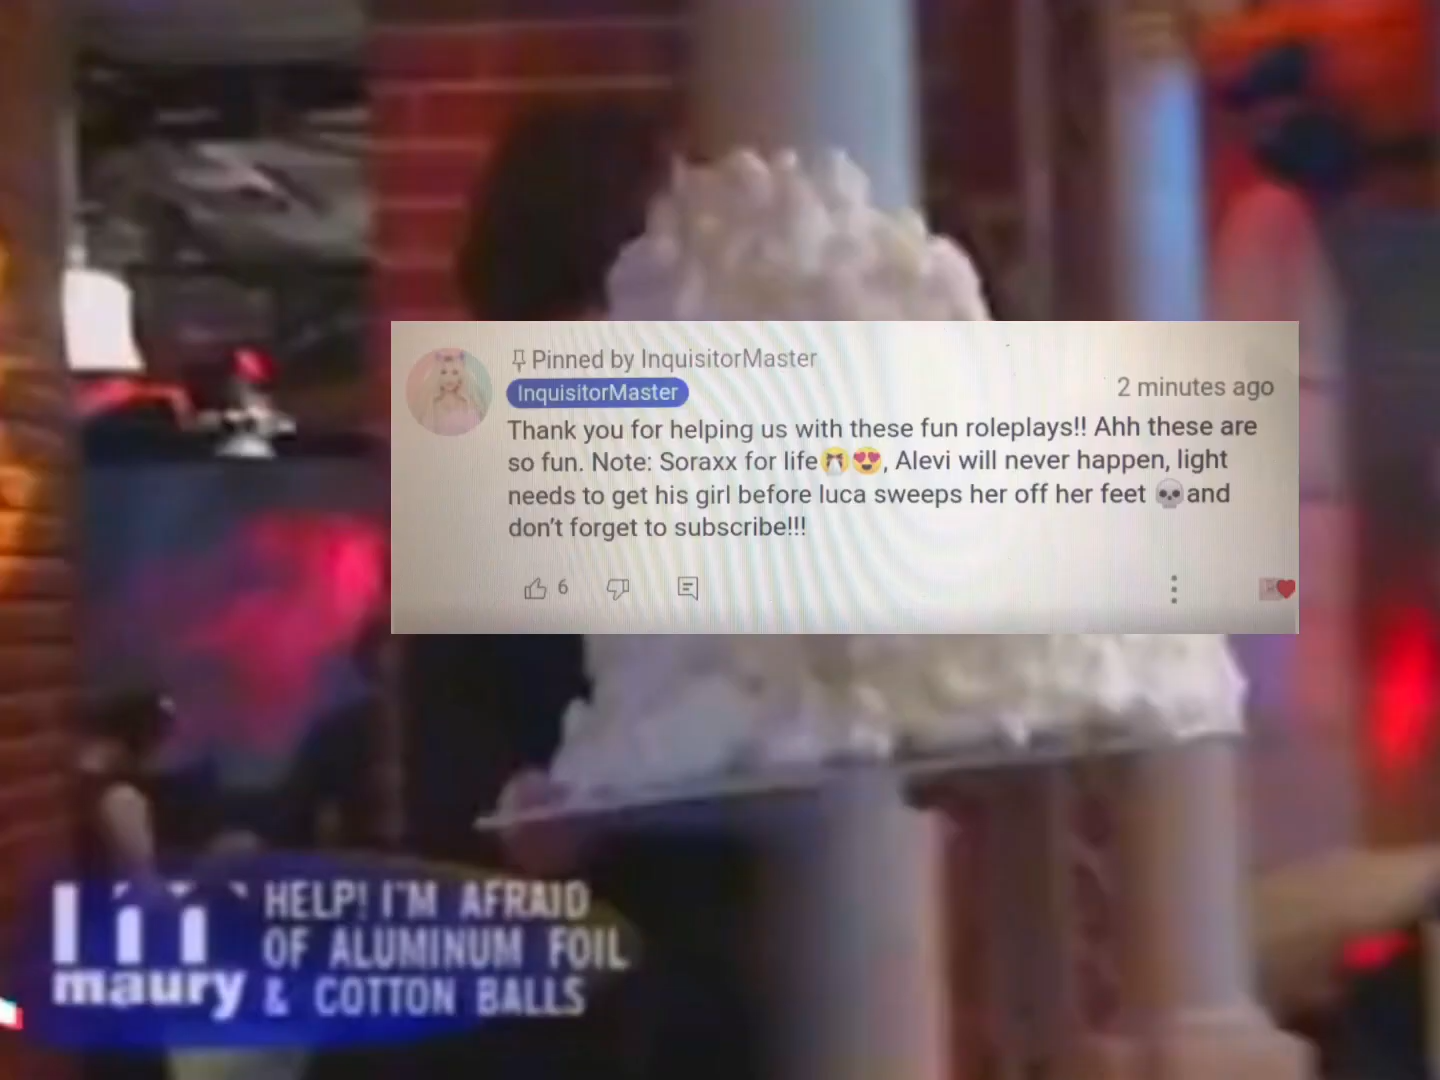 Pinned by InquisitorMaster
InquisitorMaster
2 minutes ago
Thank you for helping us with these fun roleplays!! Ahh these are
so fun. Note: Soraxx for life😹😍, Alevi will never happen, light
needs to get his girl before luca sweeps her off her feet 💀and
don't forget to subscribe!!!
6
m
maury
HELP! I'M AFRAID
OF ALUMINUM FOIL
& COTTON BALLS